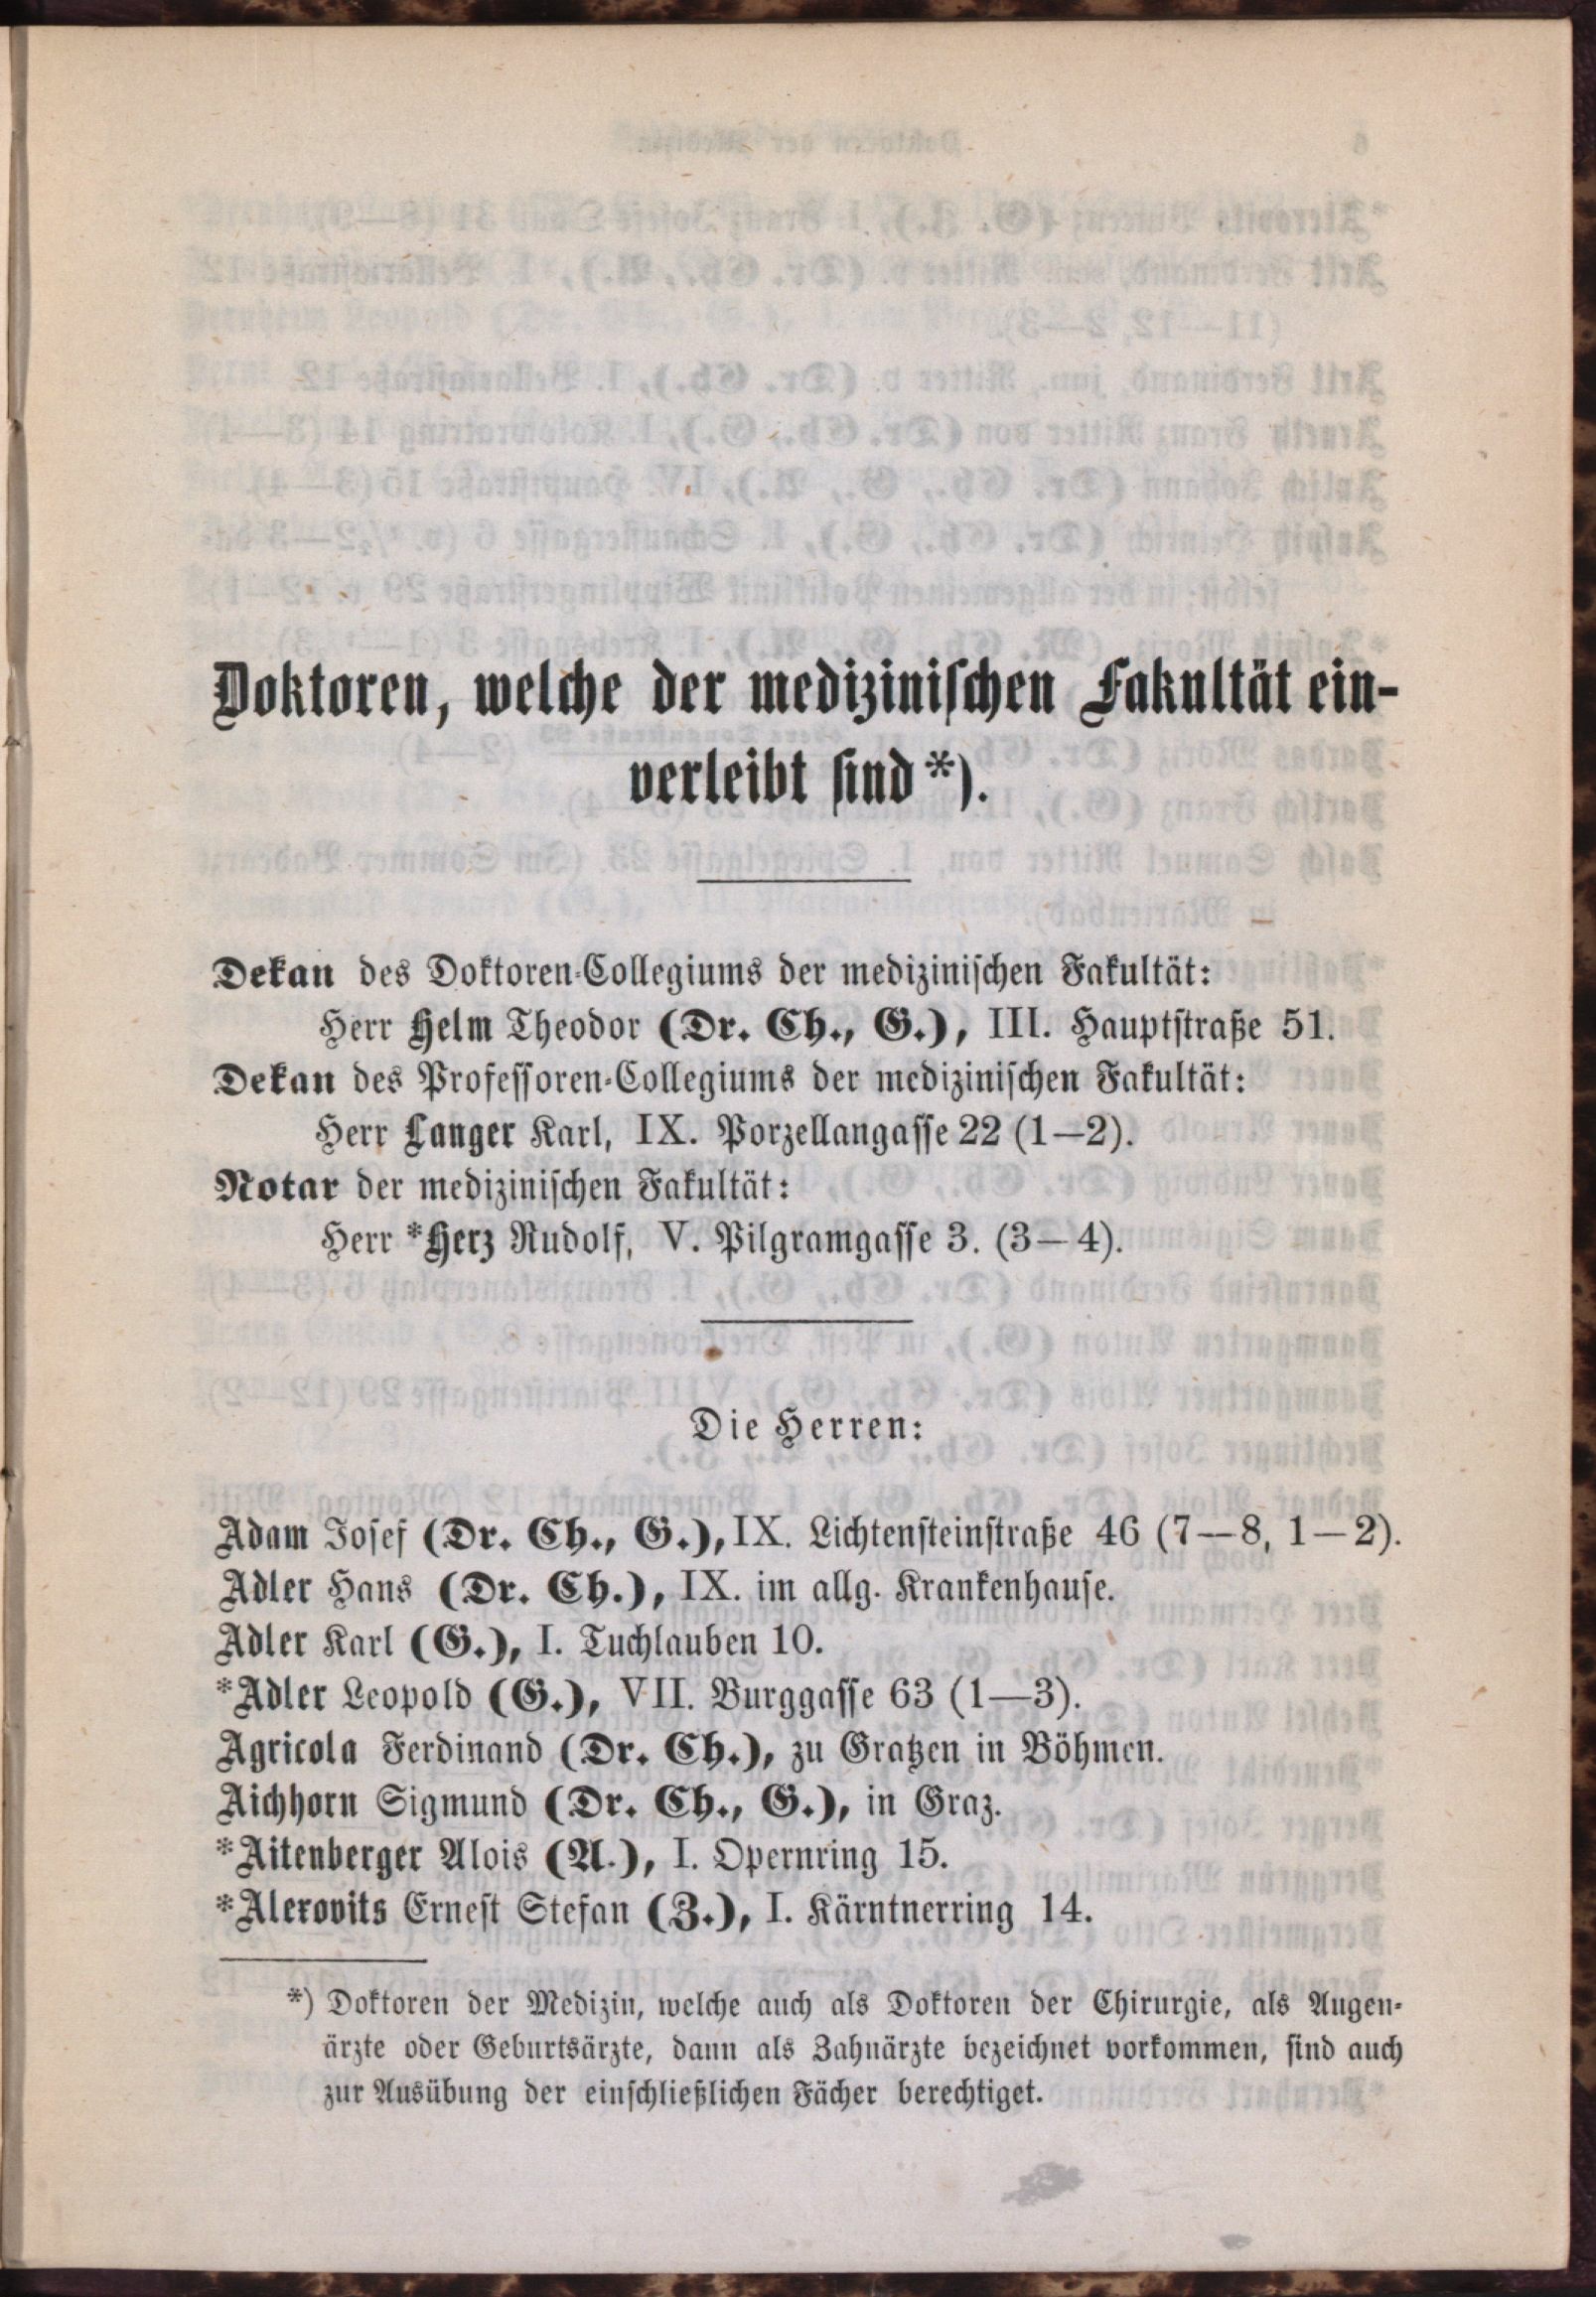 Doktoren, welche der medizinischen Fakultät ein-
verleibt sind*).
Dekan des Doktoren-Collegiums der medizinischen Fakultät:
Herr Helm Theodor (Dr. Ch., G.), III. Hauptstraße 51.
Dekan des Professoren-Collegiums der medizinischen Fakultät:
Herr Langer Karl, IX. Porzellangasse 22 (1—2).
Notar der medizinischen Fakultät:
Herr *Herz Rudolf, V. Pilgramgasse 3. (3—4).
Die Herren:
Adam Josef (Dr. Ch., G.), IX. Lichtensteinstraße 46 (7—8, 1—2).
Adler Hans (Dr. Ch.), IX. im allg. Krankenhause.
Adler Karl (G.), I. Tuchlauben 10.
*Adler Leopold (G.), VII. Burggasse 63 (1—3).
Agricola Ferdinand (Dr. Ch.), zu Gratzen in Böhmen.
Aichhorn Sigmund (Dr. Ch., G.), in Graz.
*Aitenberger Alois (A.), I. Opernring 15.
*Alexovits Ernest Stefan (Z.), I. Kärntnerring 14.
*) Doktoren der Medizin, welche auch als Doktoren der Chirurgie, als Augen-
ärzte oder Geburtsärzte, dann als Zahnärzte bezeichnet vorkommen, sind auch
zur Ausübung der einschließlichen Fächer berechtiget.